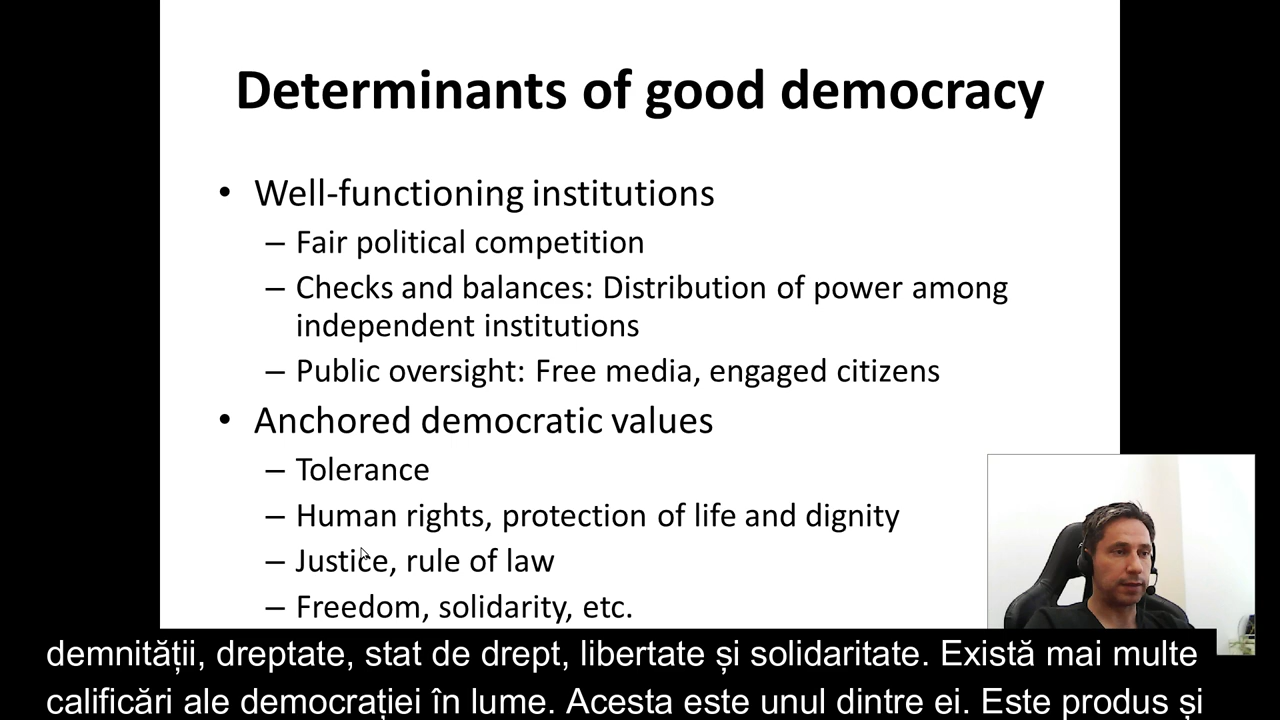 Determinants of good democracy
• Well-functioning institutions
– Fair political competition
– Checks and balances: Distribution of power among
independent institutions
– Public oversight: Free media, engaged citizens
• Anchored democratic values
– Tolerance
– Human rights, protection of life and dignity
– Justice, rule of law
– Freedom, solidarity, etc.
demnității, dreptate, stat de drept, libertate și solidaritate. Există mai multe
calificări ale democrației în lume. Acesta este unul dintre ei. Este produs și